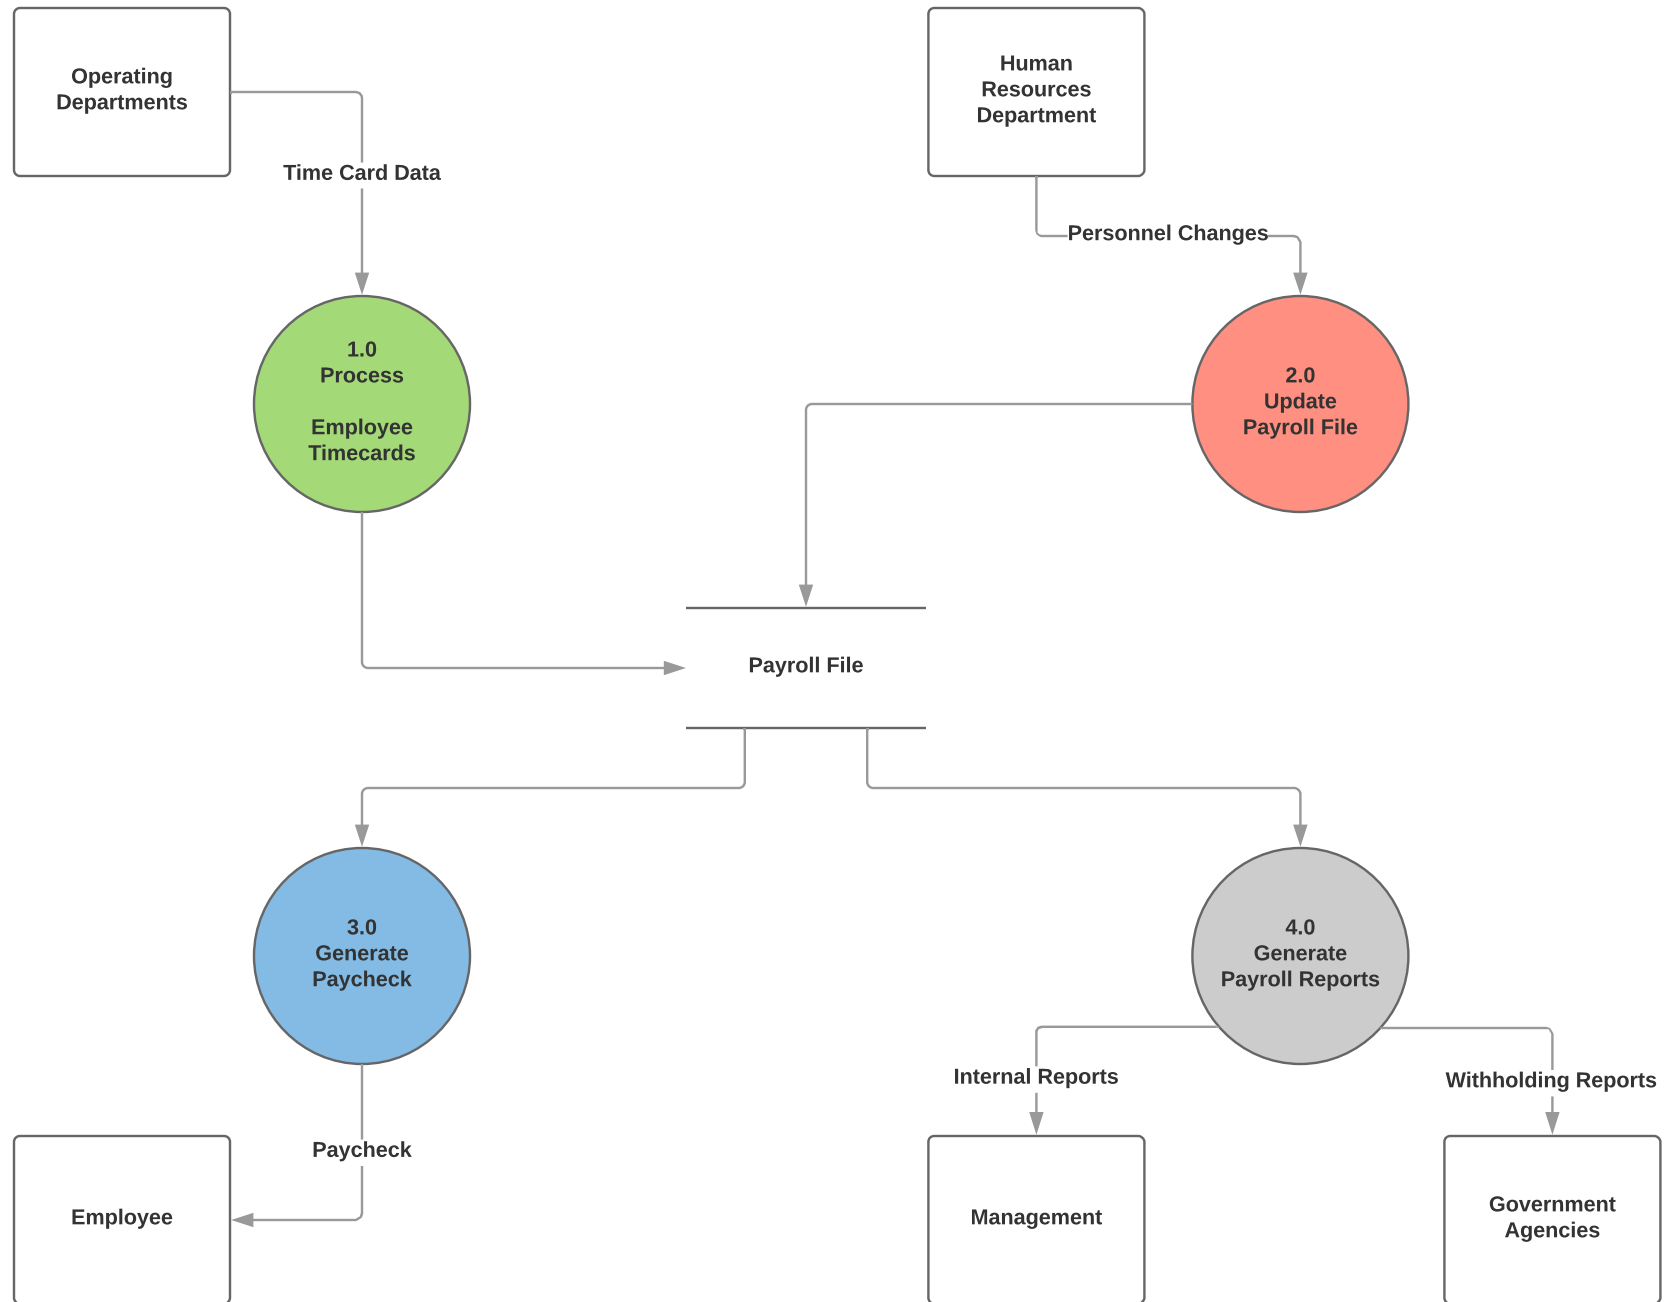 Operating
Departments
Human
Resources
Department
Time Card Data
Personnel Changes
1.0
Process
Employee
Timecards
2.0
Update
Payroll File
Payroll File
3.0
Generate
Paycheck
4.0
Generate
Payroll Reports
Internal Reports
Withholding Reports
Paycheck
Employee
Management
Government
Agencies